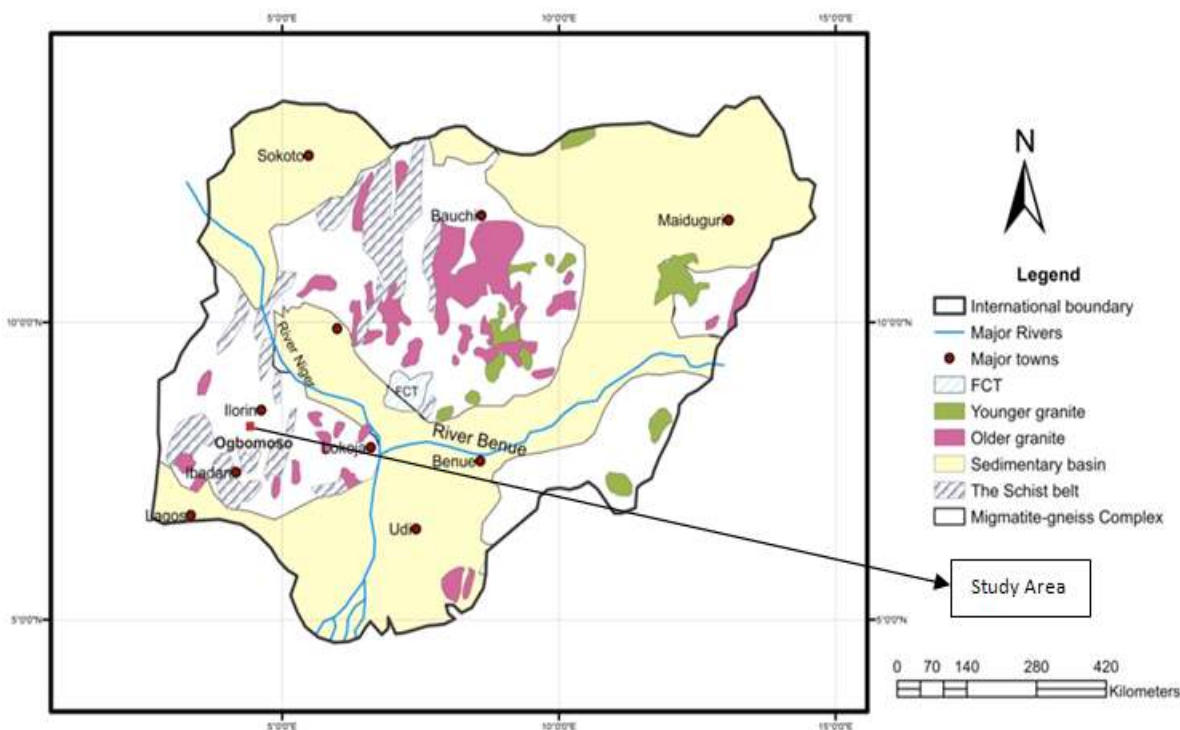 5°0'0"E 10°0'0"E 15°0'0"E
Sokoto
Bauchi
Maiduguri
10°0'0"N 10°0'0"N
River Niger
FCT
Ilorin
Ogbomoso
Lokoja
River Benue
Benue
Ibadan
Lagos
Udi
5°0'0"N 5°0'0"N
5°0'0"E 10°0'0"E 15°0'0"E
N
Legend
International boundary
Major Rivers
Major towns
FCT
Younger granite
Older granite
Sedimentary basin
The Schist belt
Migmatite-gneiss Complex
Study Area
0 70 140 280 420
Kilometers